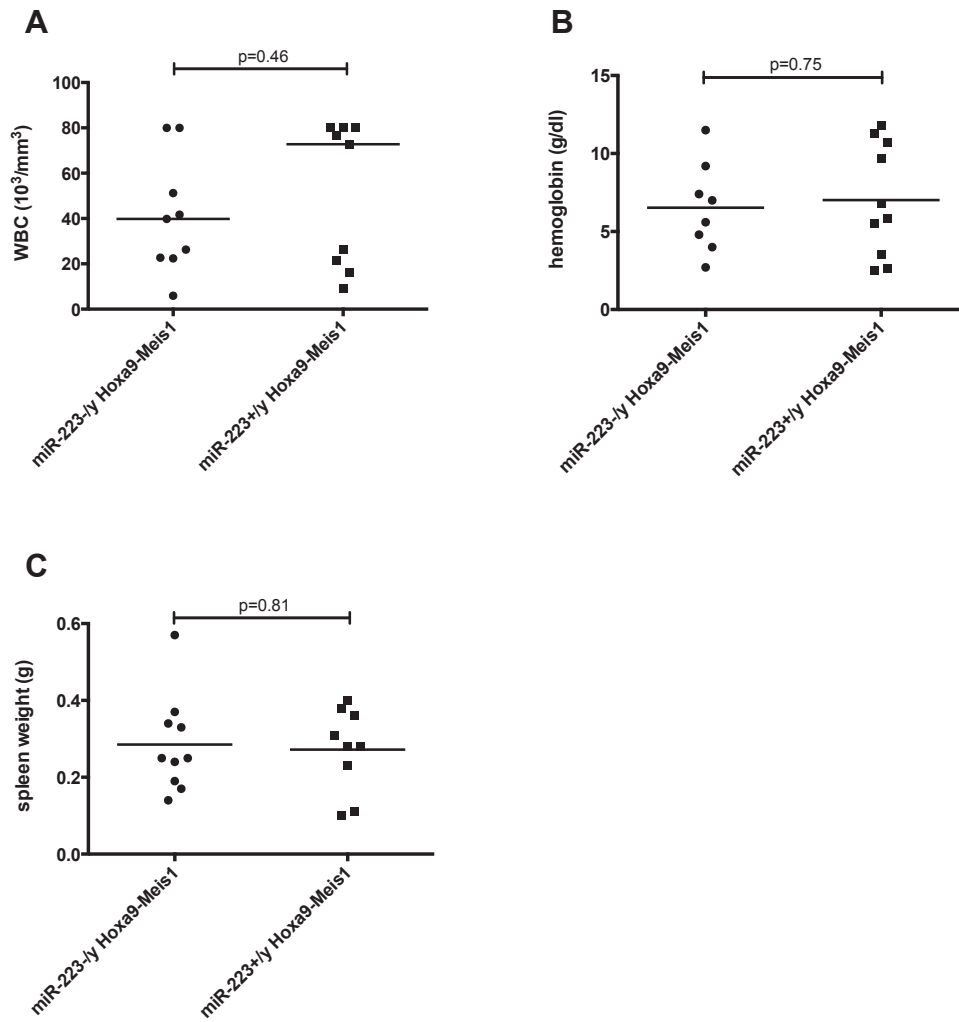 A
p=0.46
WBC (10³/mm³)
100
80
60
40
20
0
miR-223-/y Hoxa9-Meis1
miR-223+/y Hoxa9-Meis1
B
p=0.75
hemoglobin (g/dl)
15
10
5
0
miR-223-/y Hoxa9-Meis1
miR-223+/y Hoxa9-Meis1
C
p=0.81
spleen weight (g)
0.6
0.4
0.2
0.0
miR-223-/y Hoxa9-Meis1
miR-223+/y Hoxa9-Meis1